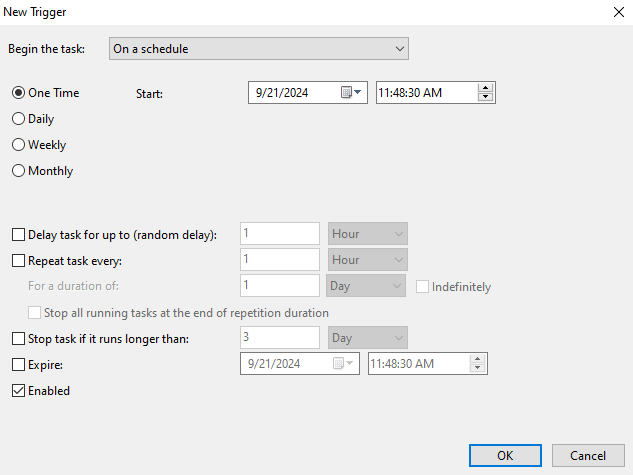 New Trigger
Begin the task: On a schedule
One Time Start: 9/21/2024 11:48:30 AM
Daily
Weekly
Monthly
Delay task for up to (random delay): 1 Hour
Repeat task every: 1 Hour
For a duration of: 1 Day Indefinitely
Stop all running tasks at the end of repetition duration
Stop task if it runs longer than: 3 Day
Expire: 9/21/2024 11:48:30 AM
Enabled
OK Cancel